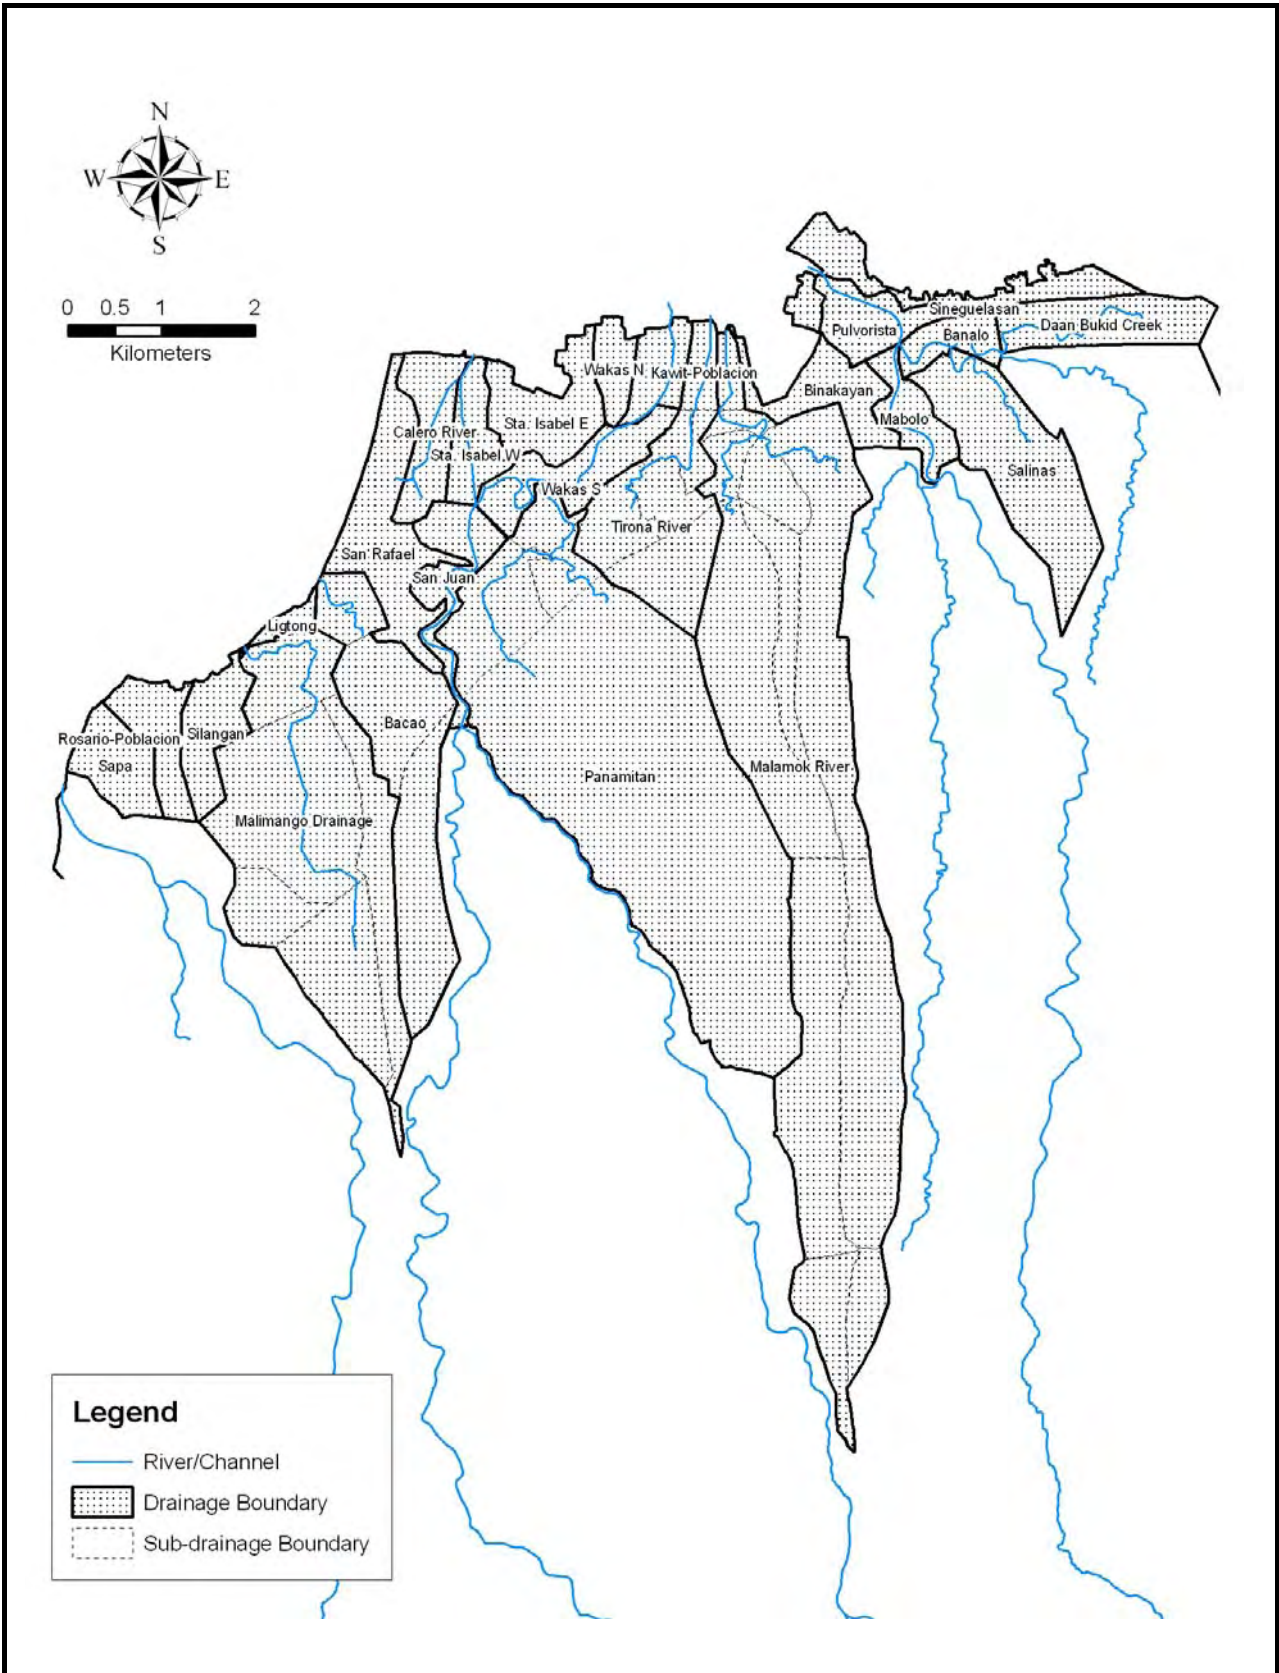 N
W E
S
0 0.5 1 2
Kilometers
Sineguelasan
Pulvorista
Banalo
Daan Bukid Creek
Wakas N
Kawit-Poblacion
Binakayan
Mabolo
Sta. Isabel E
Calero River
Sta. Isabel W
Salinas
Wakas S
Tirona River
San Rafael
San Juan
Ligtong
Bacao
Silangan
Rosario-Poblacion
Sapa
Panamitan
Malamok River
Malimango Drainage
Legend
River/Channel
Drainage Boundary
Sub-drainage Boundary